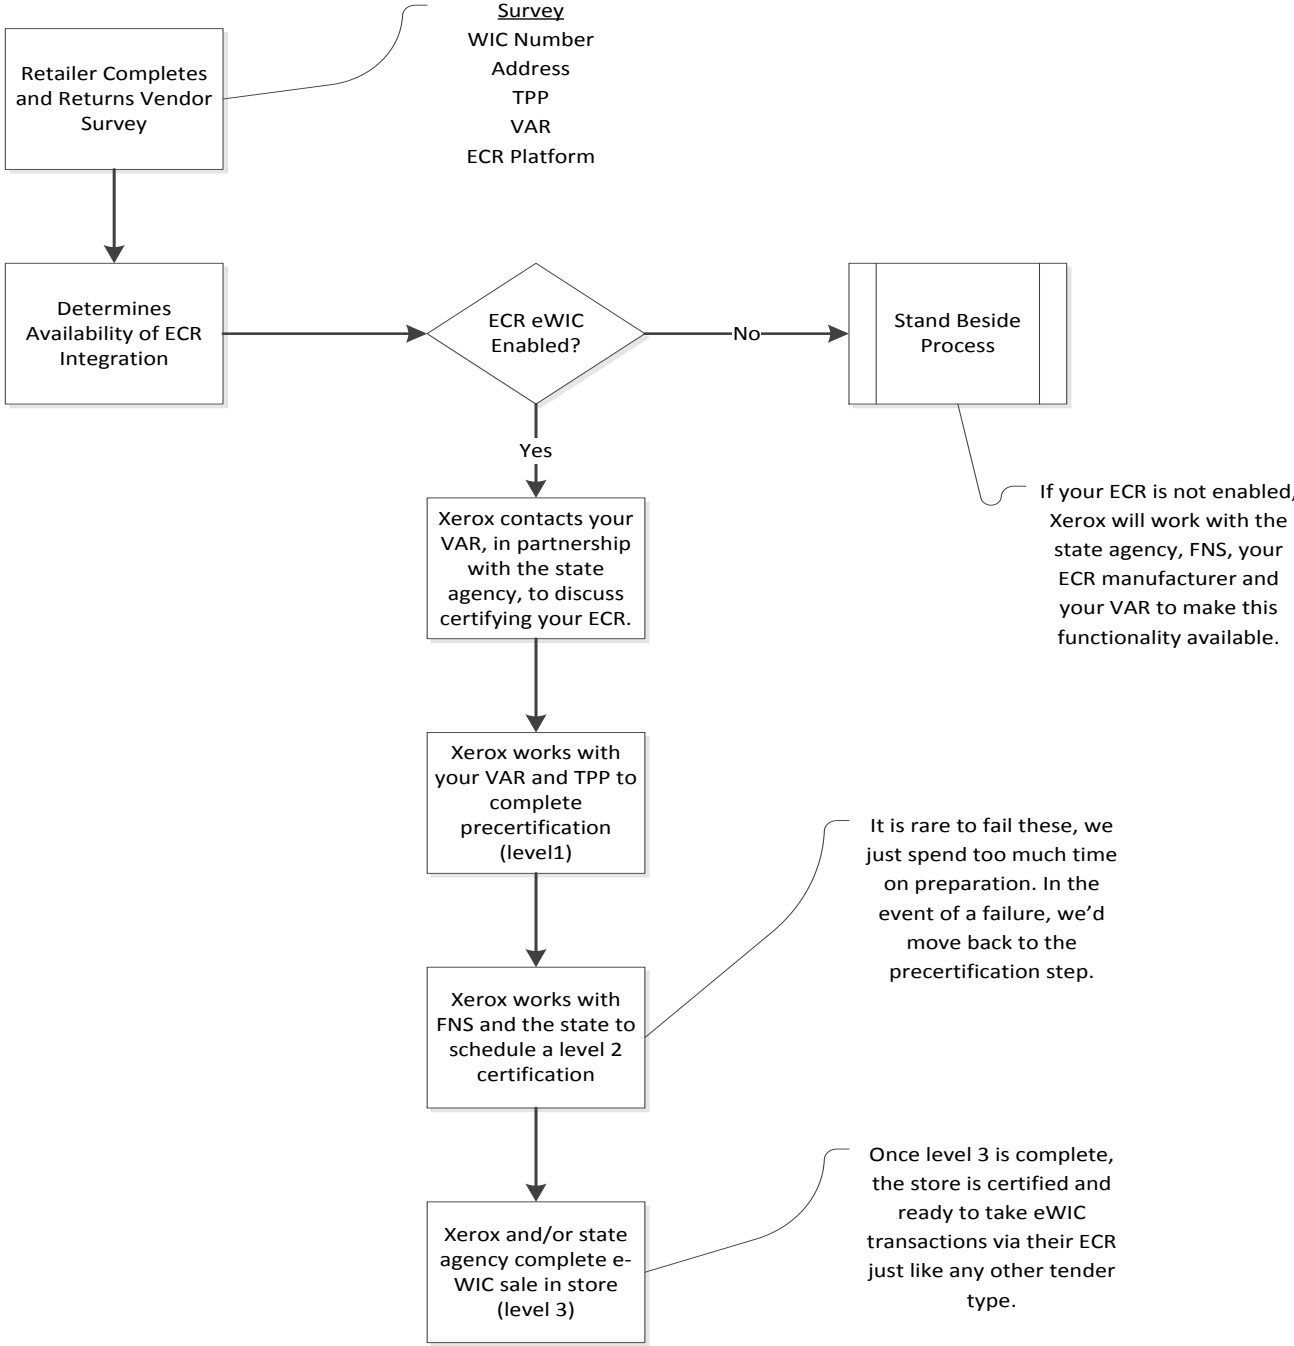 Survey
WIC Number
Address
TPP
VAR
ECR Platform
Retailer Completes
and Returns Vendor
Survey
Determines
Availability of ECR
Integration
ECR eWIC
Enabled?
No
Stand Beside
Process
Yes
If your ECR is not enabled,
Xerox will work with the
state agency, FNS, your
ECR manufacturer and
your VAR to make this
functionality available.
Xerox contacts your
VAR, in partnership
with the state
agency, to discuss
certifying your ECR.
Xerox works with
your VAR and TPP to
complete
precertification
(level1)
It is rare to fail these, we
just spend too much time
on preparation. In the
event of a failure, we’d
move back to the
precertification step.
Xerox works with
FNS and the state to
schedule a level 2
certification
Once level 3 is complete,
the store is certified and
ready to take eWIC
transactions via their ECR
just like any other tender
type.
Xerox and/or state
agency complete e-
WIC sale in store
(level 3)